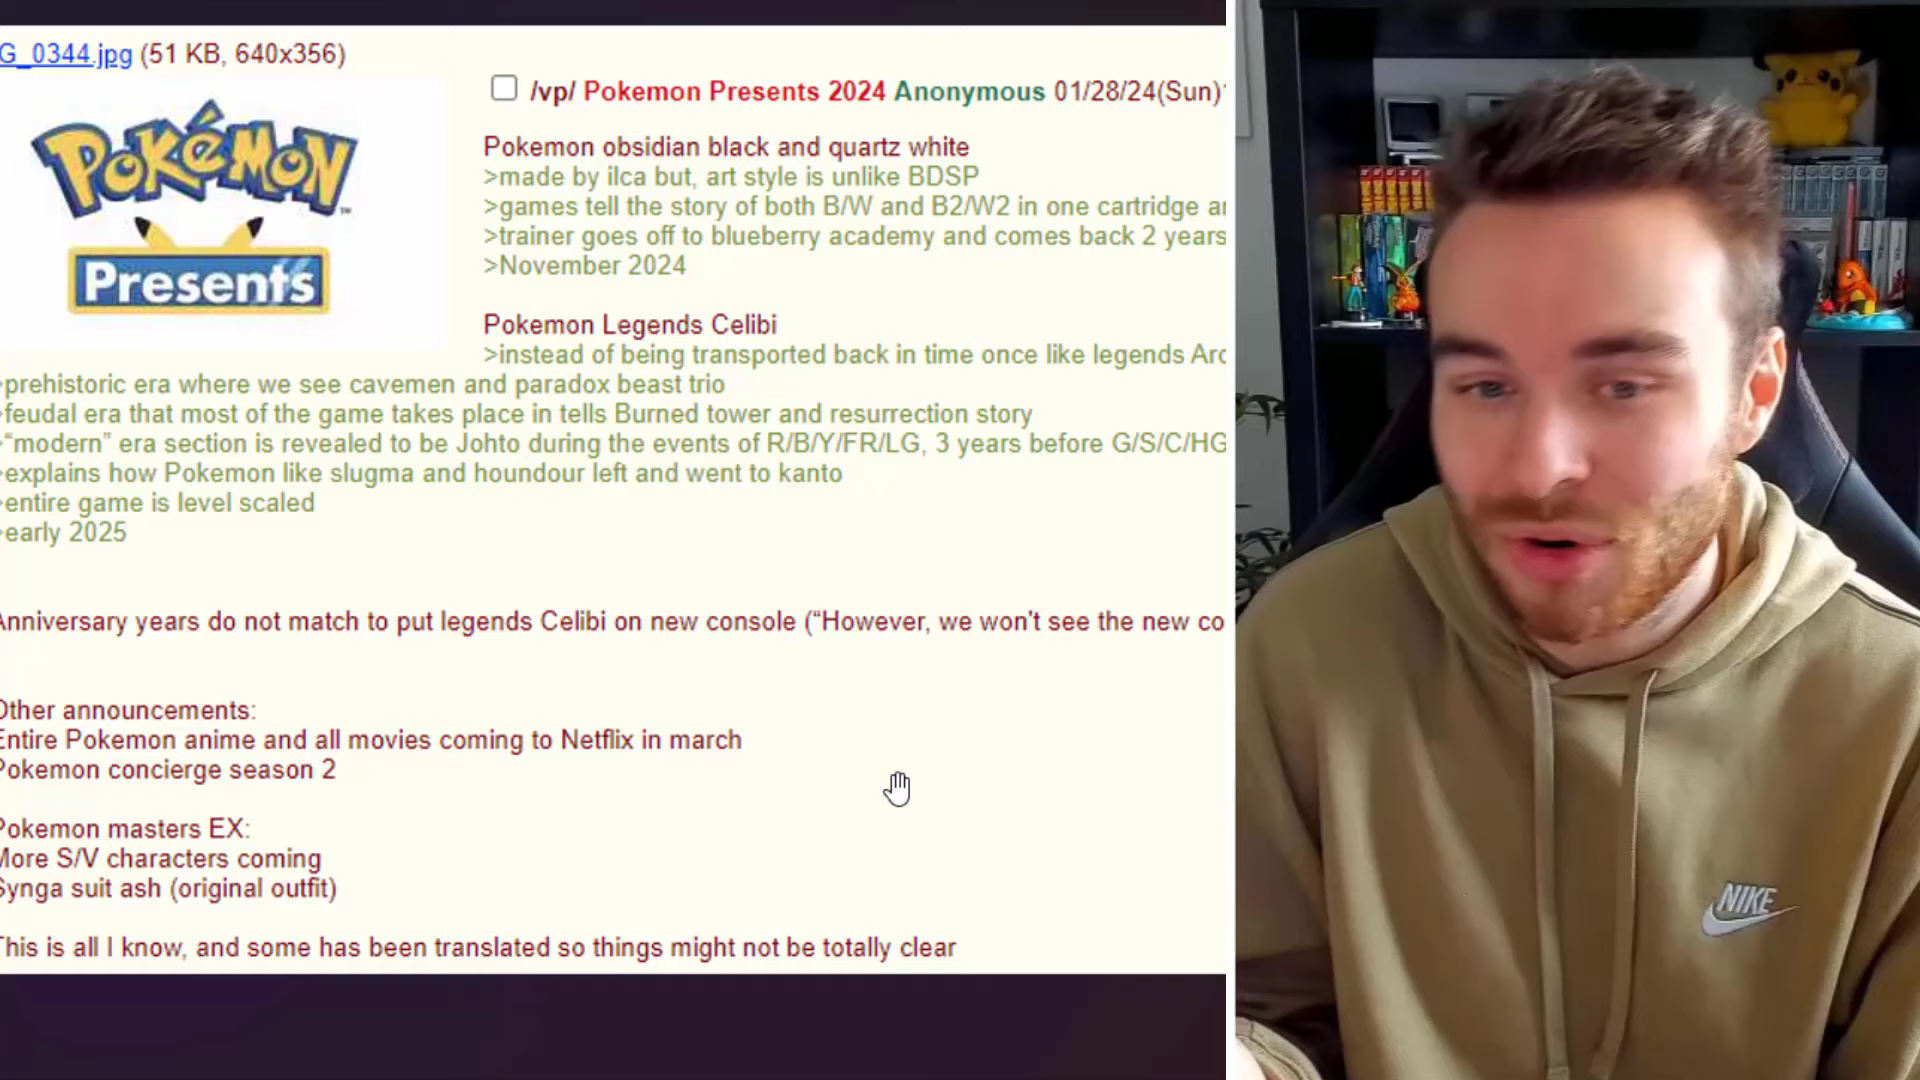 G_0344.jpg (51 KB, 640x356)
/vp/ Pokemon Presents 2024 Anonymous 01/28/24(Sun)
POKéMON
TM
Presents
Pokemon obsidian black and quartz white
>made by ilca but, art style is unlike BDSP
>games tell the story of both B/W and B2/W2 in one cartridge
>trainer goes off to blueberry academy and comes back 2 years
>November 2024
Pokemon Legends Celibi
>instead of being transported back in time once like legends
>prehistoric era where we see cavemen and paradox beast trio
>feudal era that most of the game takes place in tells Burned tower and resurrection story
>“modern” era section is revealed to be Johto during the events of R/B/Y/FR/LG, 3 years before G/S/C/HG
>explains how Pokemon like slugma and houndour left and went to kanto
>entire game is level scaled
>early 2025
Anniversary years do not match to put legends Celibi on new console (“However, we won't see the new co
Other announcements:
Entire Pokemon anime and all movies coming to Netflix in march
Pokemon concierge season 2
Pokemon masters EX:
More S/V characters coming
Synga suit ash (original outfit)
This is all I know, and some has been translated so things might not be totally clear
NIKE